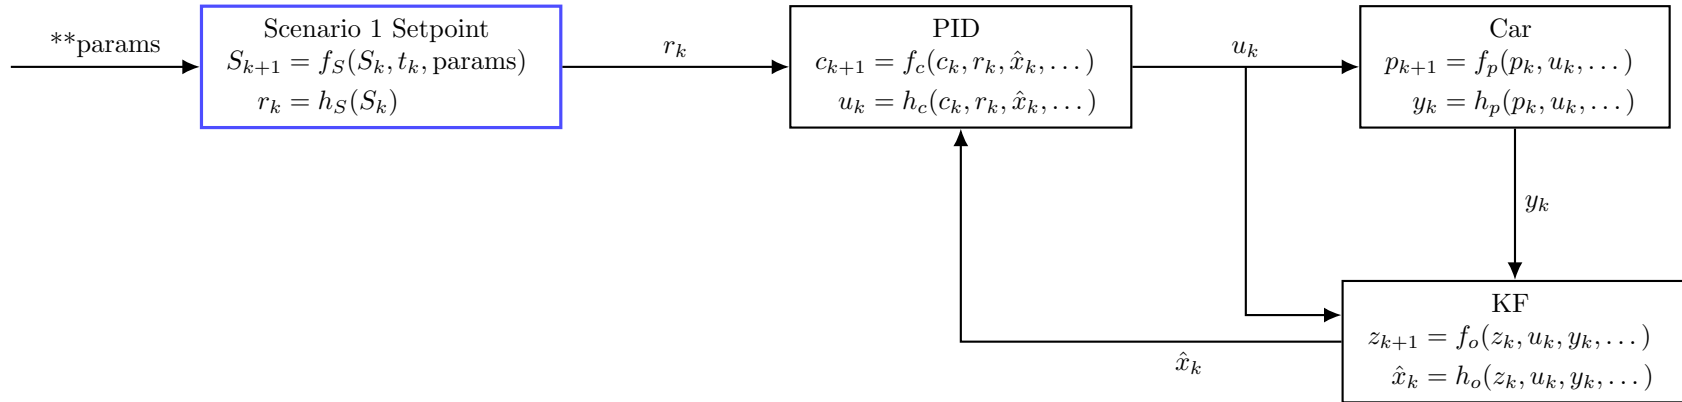 **params
Scenario 1 Setpoint
S_{k+1} = f_S(S_k, t_k, params)
r_k = h_S(S_k)
r_k
PID
c_{k+1} = f_c(c_k, r_k, x̂_k, . . . )
u_k = h_c(c_k, r_k, x̂_k, . . . )
u_k
Car
p_{k+1} = f_p(p_k, u_k, . . . )
y_k = h_p(p_k, u_k, . . . )
y_k
KF
z_{k+1} = f_o(z_k, u_k, y_k, . . . )
x̂_k = h_o(z_k, u_k, y_k, . . . )
x̂_k